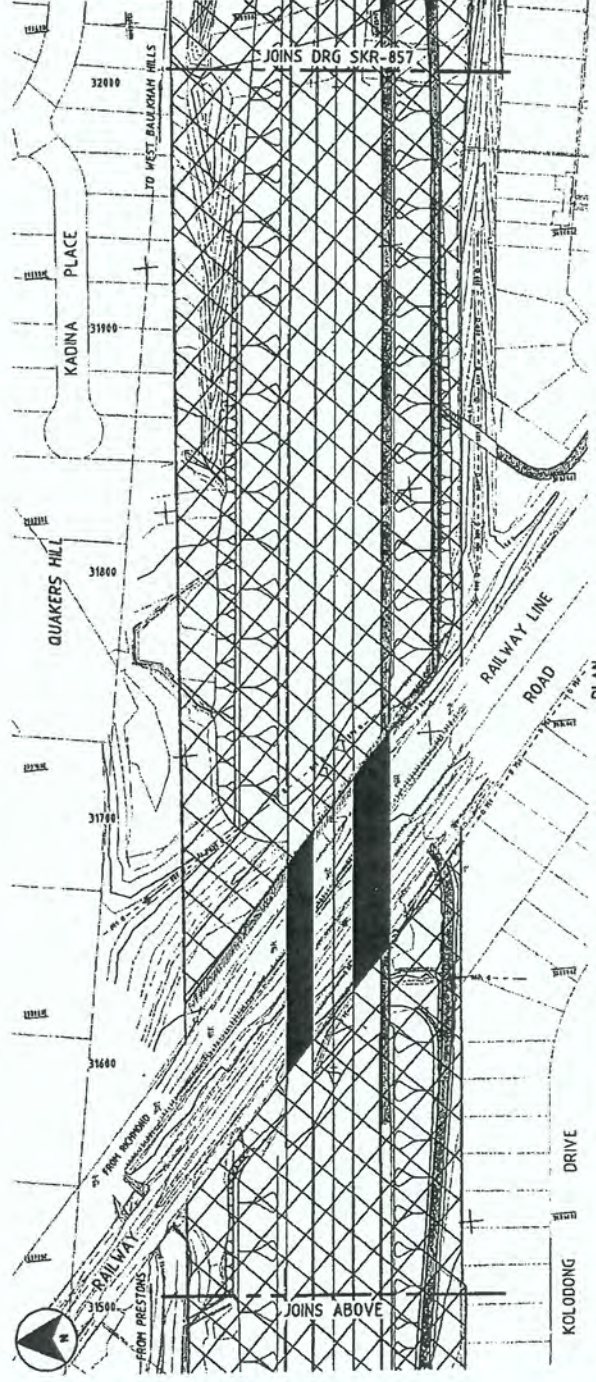 JOINS DRG SKR-857
32000
TO WEST BAULKHAM HILLS
KADINA PLACE
31900
QUAKERS HILL
31800
RAILWAY LINE
ROAD
PLAN
31700
31600
FROM RICHMOND
RAILWAY
31500
FROM PRESTONS
JOINS ABOVE
KOLODONG DRIVE
N